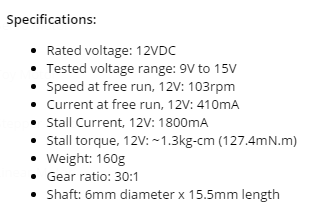 Specifications:
• Rated voltage: 12VDC
• Tested voltage range: 9V to 15V
• Speed at free run, 12V: 103rpm
• Current at free run, 12V: 410mA
• Stall Current, 12V: 1800mA
• Stall torque, 12V: ~1.3kg-cm (127.4mN.m)
• Weight: 160g
• Gear ratio: 30:1
• Shaft: 6mm diameter x 15.5mm length